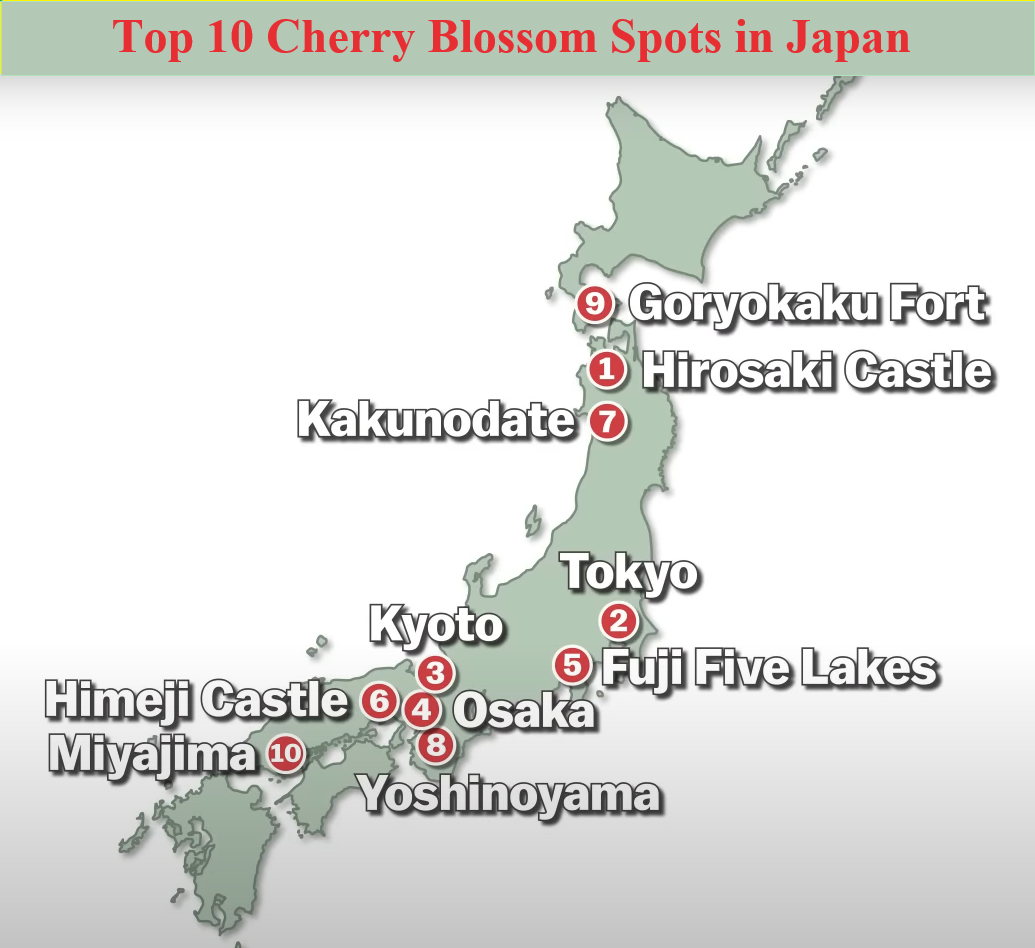 Top 10 Cherry Blossom Spots in Japan
9 Goryokaku Fort
1 Hirosaki Castle
Kakunodate 7
Tokyo
2
Kyoto
3
5 Fuji Five Lakes
Himeji Castle 6
4 Osaka
Miyajima 10
8
Yoshinoyama